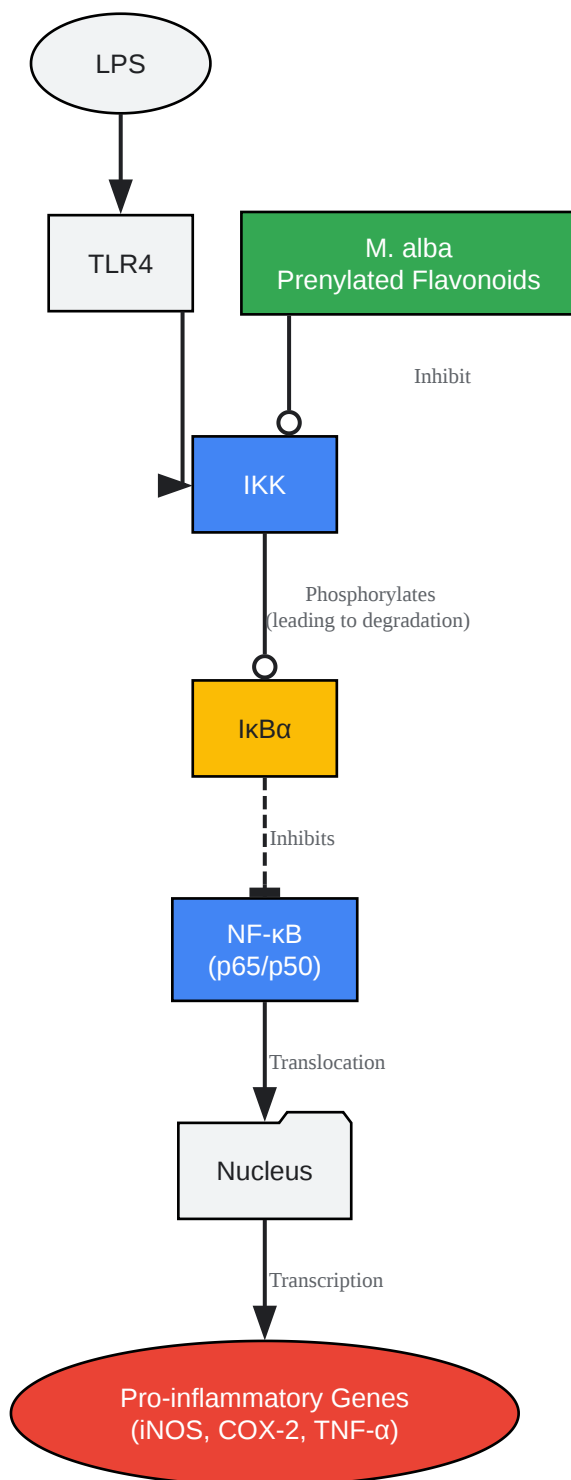 LPS
TLR4
M. alba
Prenylated Flavonoids
Inhibit
IKK
Phosphorylates
(leading to degradation)
IκBα
Inhibits
NF-κB
(p65/p50)
Translocation
Nucleus
Transcription
Pro-inflammatory Genes
(iNOS, COX-2, TNF-α)